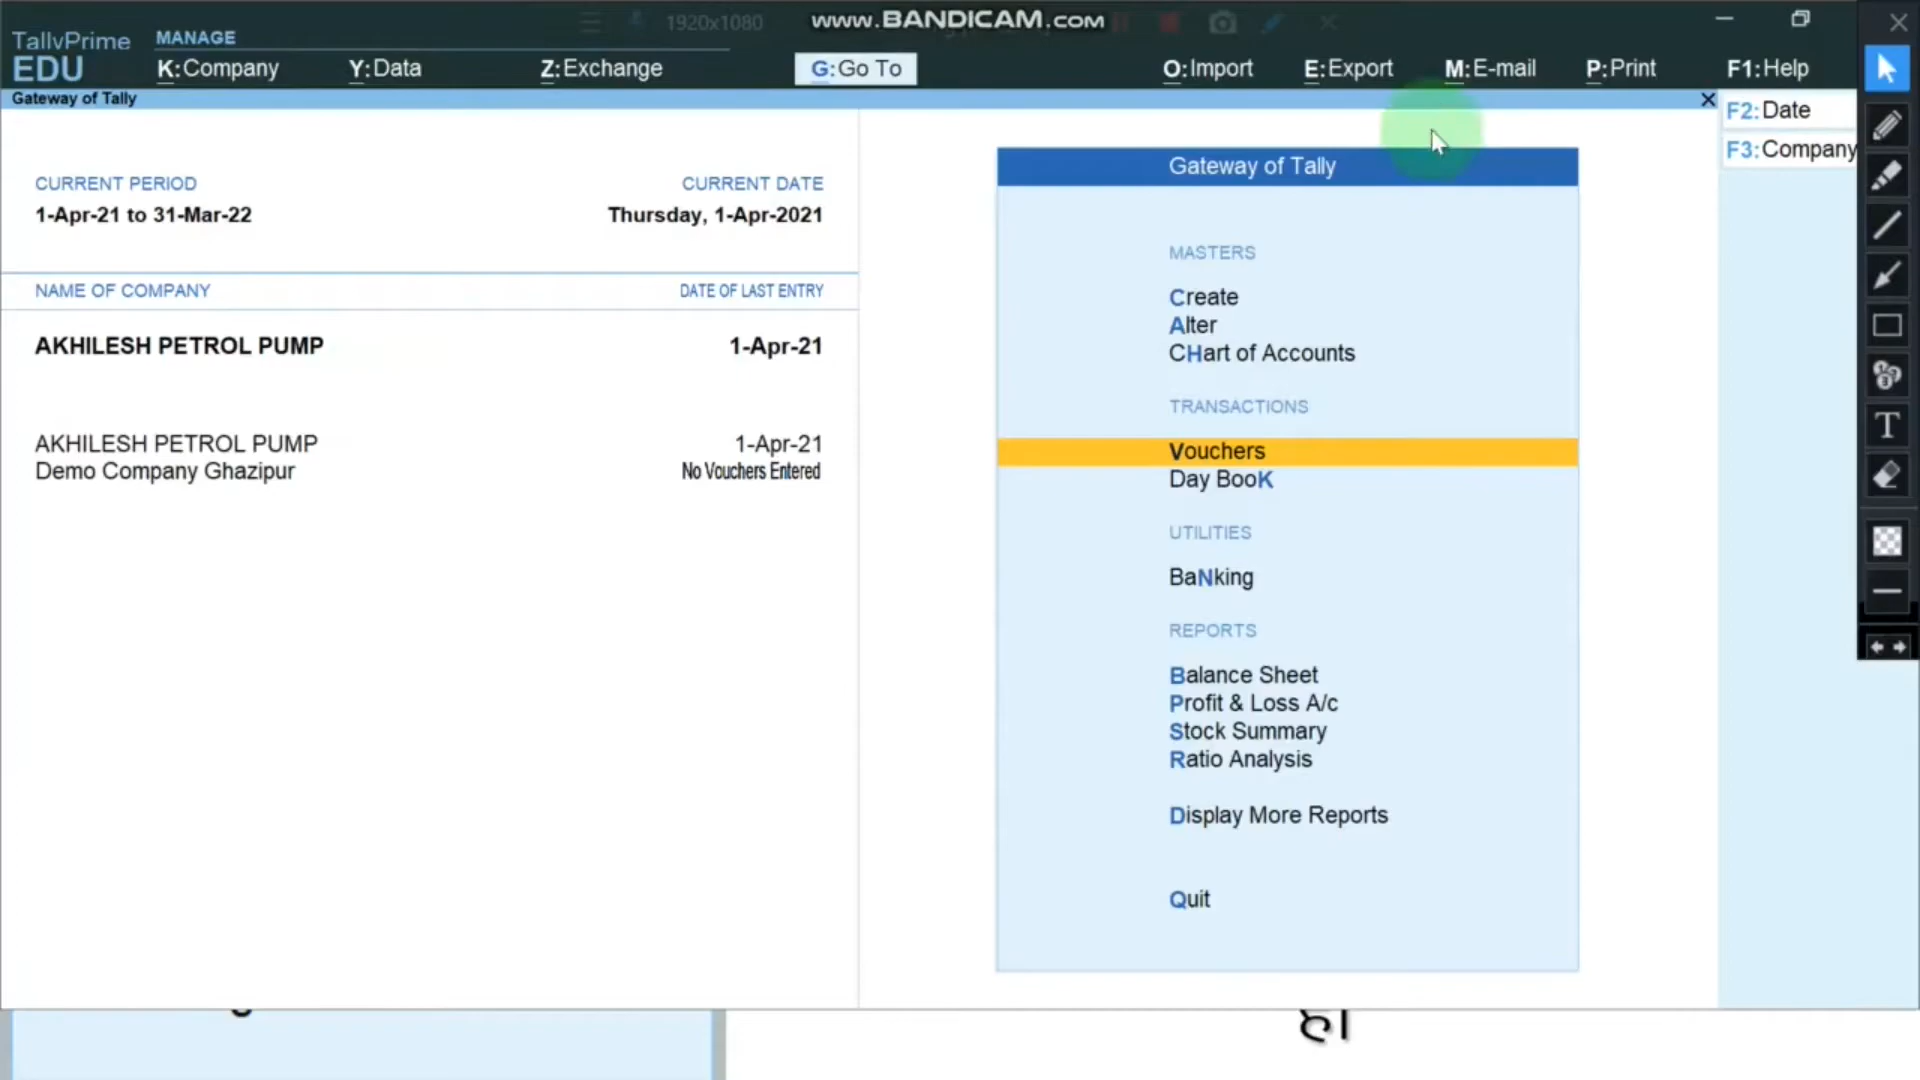 1920x1080
www.BANDICAM.com
TallyPrime
EDU
MANAGE
K:Company
Y:Data
Z:Exchange
G:Go To
O:Import
E:Export
M:E-mail
P:Print
F1:Help
Gateway of Tally
F2:Date
F3:Company
CURRENT PERIOD
CURRENT DATE
1-Apr-21 to 31-Mar-22
Thursday, 1-Apr-2021
NAME OF COMPANY
DATE OF LAST ENTRY
AKHILESH PETROL PUMP
1-Apr-21
AKHILESH PETROL PUMP
1-Apr-21
Demo Company Ghazipur
No Vouchers Entered
Gateway of Tally
MASTERS
Create
Alter
CHart of Accounts
TRANSACTIONS
Vouchers
Day BooK
UTILITIES
BaNking
REPORTS
Balance Sheet
Profit & Loss A/c
Stock Summary
Ratio Analysis
Display More Reports
Quit
T